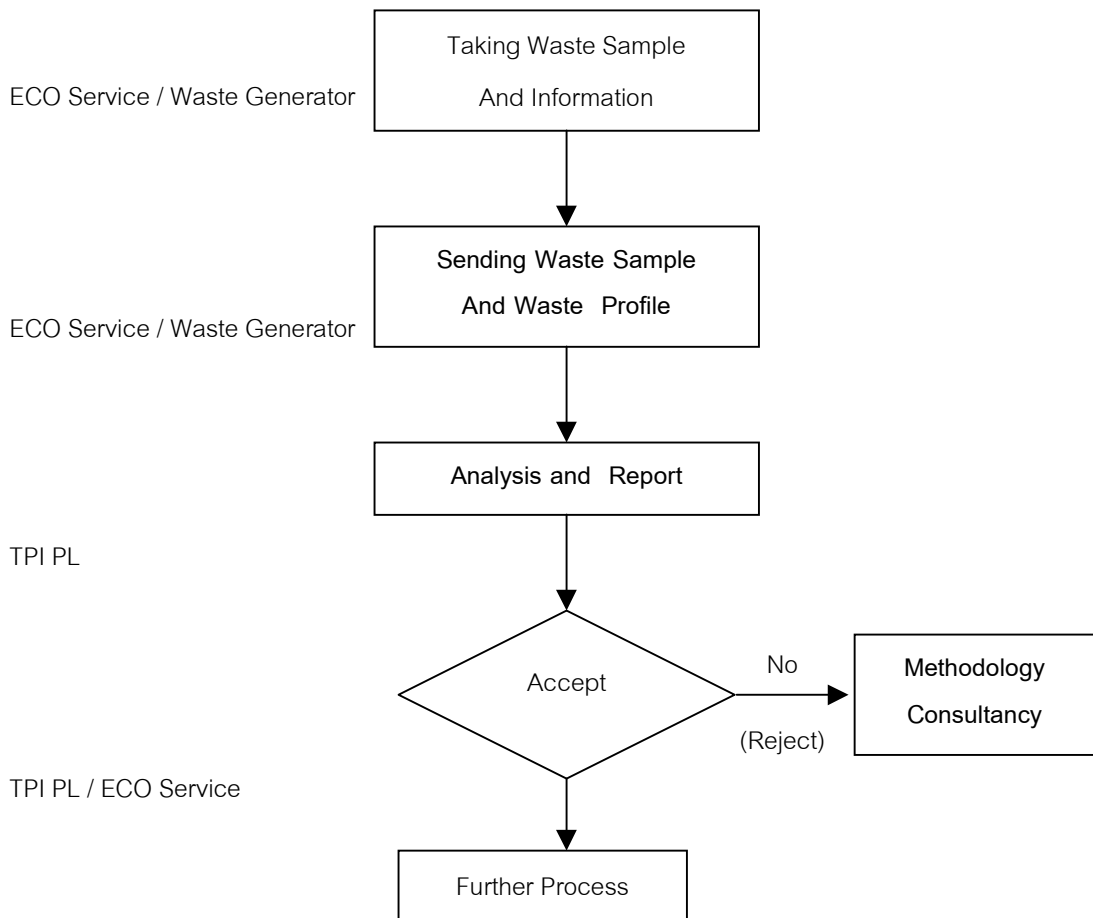 Taking Waste Sample
ECO Service / Waste Generator
And Information
Sending Waste Sample
And Waste Profile
ECO Service / Waste Generator
Analysis and Report
TPI PL
Accept
No
(Reject)
Methodology
Consultancy
TPI PL / ECO Service
Further Process